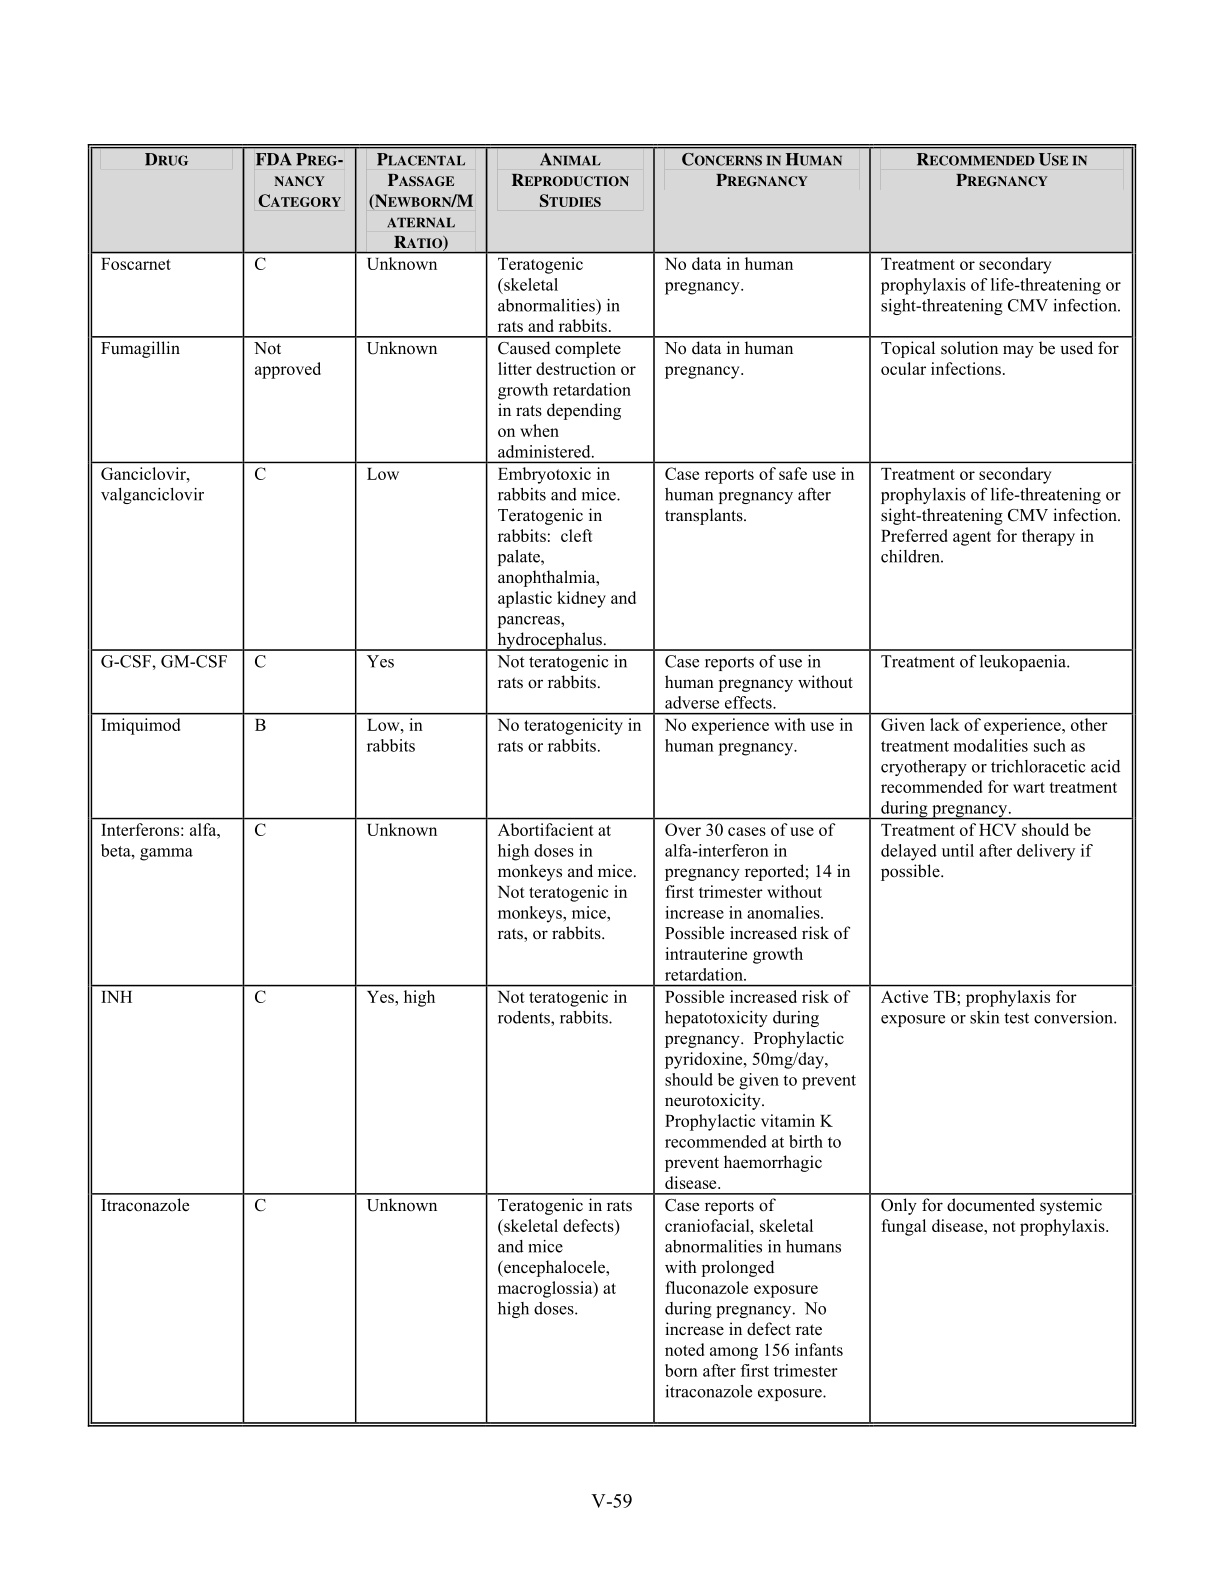 DRUG
FDA PREG-
NANCY
CATEGORY
PLACENTAL
PASSAGE
(NEWBORN/M
ATERNAL
RATIO)
ANIMAL
REPRODUCTION
STUDIES
CONCERNS IN HUMAN
PREGNANCY
RECOMMENDED USE IN
PREGNANCY
Foscarnet
C
Unknown
Teratogenic
(skeletal
abnormalities) in
rats and rabbits.
No data in human
pregnancy.
Treatment or secondary
prophylaxis of life-threatening or
sight-threatening CMV infection.
Fumagillin
Not
approved
Unknown
Caused complete
litter destruction or
growth retardation
in rats depending
on when
administered.
No data in human
pregnancy.
Topical solution may be used for
ocular infections.
Ganciclovir,
valganciclovir
C
Low
Embryotoxic in
rabbits and mice.
Teratogenic in
rabbits:  cleft
palate,
anophthalmia,
aplastic kidney and
pancreas,
hydrocephalus.
Case reports of safe use in
human pregnancy after
transplants.
Treatment or secondary
prophylaxis of life-threatening or
sight-threatening CMV infection.
Preferred agent for therapy in
children.
G-CSF, GM-CSF
C
Yes
Not teratogenic in
rats or rabbits.
Case reports of use in
human pregnancy without
adverse effects.
Treatment of leukopaenia.
Imiquimod
B
Low, in
rabbits
No teratogenicity in
rats or rabbits.
No experience with use in
human pregnancy.
Given lack of experience, other
treatment modalities such as
cryotherapy or trichloracetic acid
recommended for wart treatment
during pregnancy.
Interferons: alfa,
beta, gamma
C
Unknown
Abortifacient at
high doses in
monkeys and mice.
Not teratogenic in
monkeys, mice,
rats, or rabbits.
Over 30 cases of use of
alfa-interferon in
pregnancy reported; 14 in
first trimester without
increase in anomalies.
Possible increased risk of
intrauterine growth
retardation.
Treatment of HCV should be
delayed until after delivery if
possible.
INH
C
Yes, high
Not teratogenic in
rodents, rabbits.
Possible increased risk of
hepatotoxicity during
pregnancy.  Prophylactic
pyridoxine, 50mg/day,
should be given to prevent
neurotoxicity.
Prophylactic vitamin K
recommended at birth to
prevent haemorrhagic
disease.
Active TB; prophylaxis for
exposure or skin test conversion.
Itraconazole
C
Unknown
Teratogenic in rats
(skeletal defects)
and mice
(encephalocele,
macroglossia) at
high doses.
Case reports of
craniofacial, skeletal
abnormalities in humans
with prolonged
fluconazole exposure
during pregnancy.  No
increase in defect rate
noted among 156 infants
born after first trimester
itraconazole exposure.
Only for documented systemic
fungal disease, not prophylaxis.
V-59